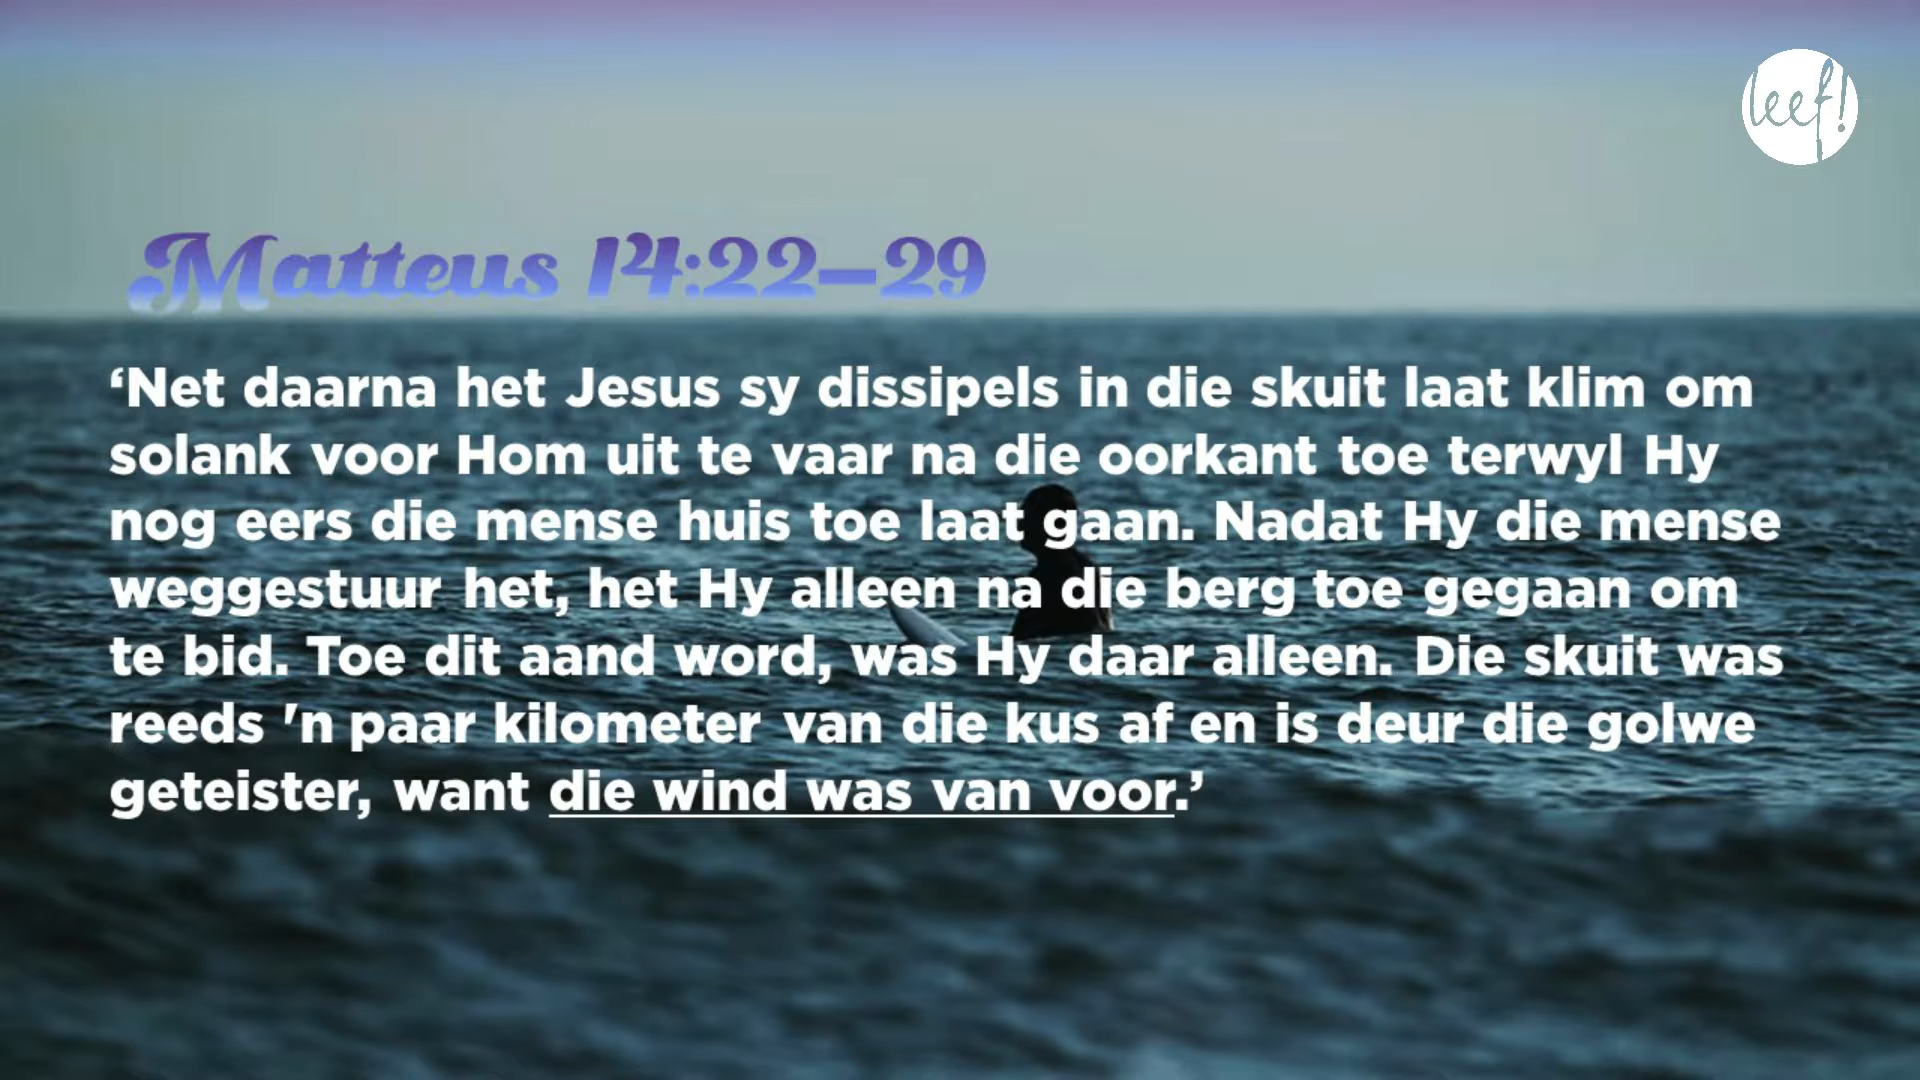 leef!
Matteus 14:22–29
‘Net daarna het Jesus sy dissipels in die skuit laat klim om
solank voor Hom uit te vaar na die oorkant toe terwyl Hy
nog eers die mense huis toe laat gaan. Nadat Hy die mense
weggestuur het, het Hy alleen na die berg toe gegaan om
te bid. Toe dit aand word, was Hy daar alleen. Die skuit was
reeds 'n paar kilometer van die kus af en is deur die golwe
geteister, want die wind was van voor.’